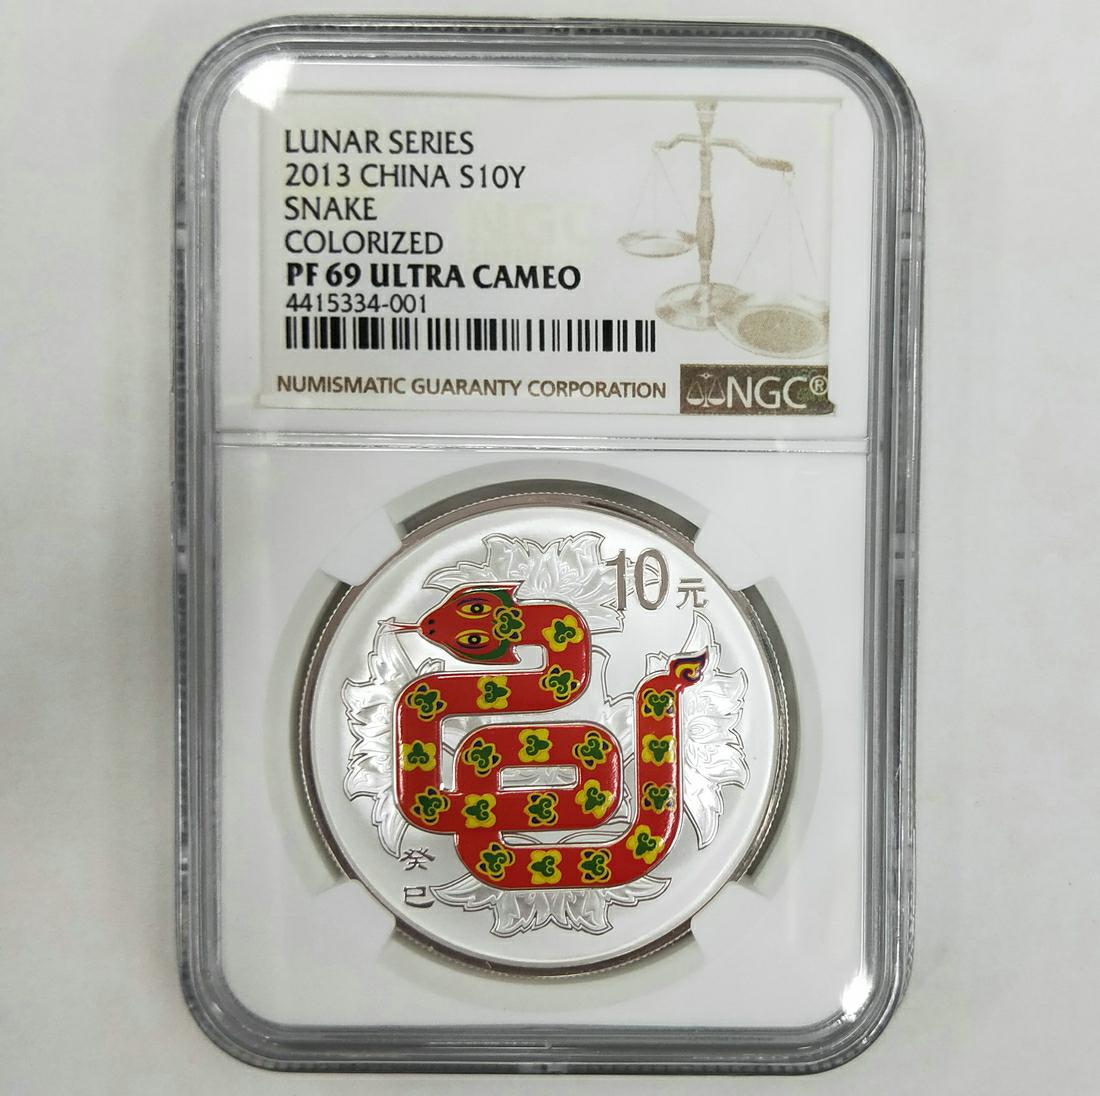 LUNAR SERIES
2013 CHINA S10Y
SNAKE
COLORIZED
PF 69 ULTRA CAMEO
4415334-001
NUMISMATIC GUARANTY CORPORATION
NGC®
NGC
10元
癸
巳